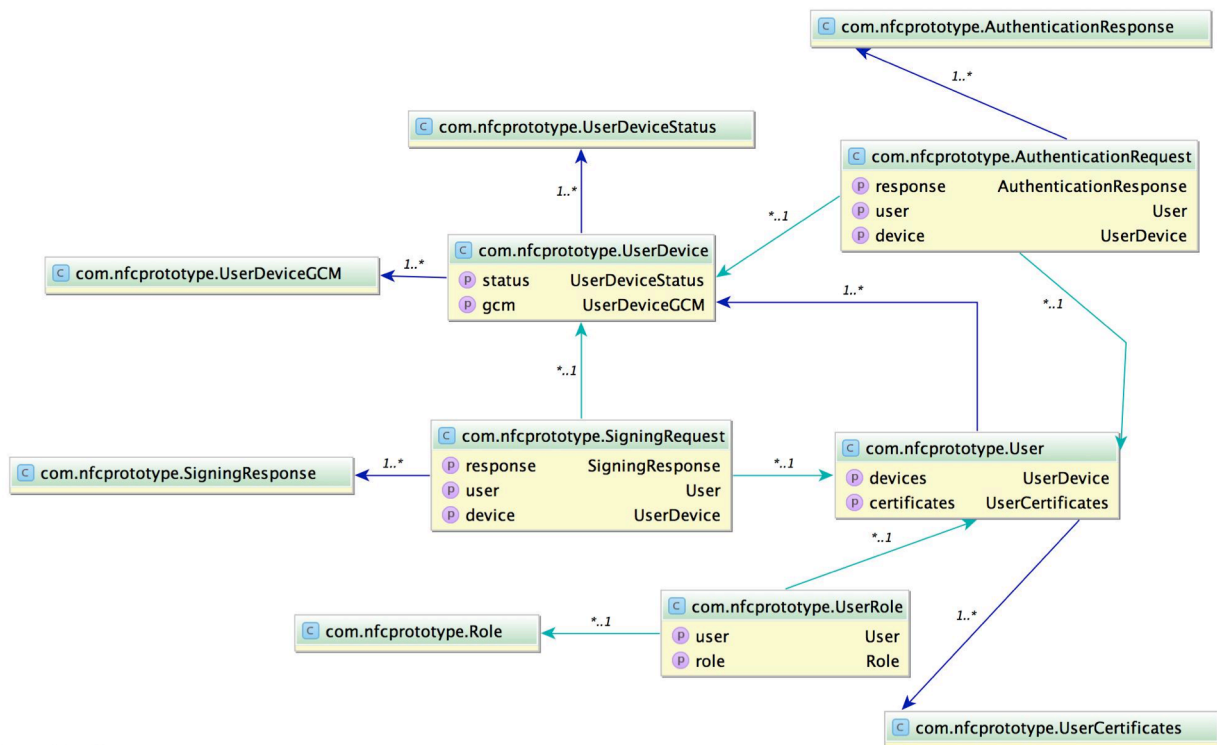 C com.nfcprototype.AuthenticationResponse
1..*
C com.nfcprototype.UserDeviceStatus
C com.nfcprototype.AuthenticationRequest
p response AuthenticationResponse
p user User
p device UserDevice
1..*
*..1
C com.nfcprototype.UserDevice
p status UserDeviceStatus
p gcm UserDeviceGCM
C com.nfcprototype.UserDeviceGCM
1..*
1..*
*..1
*..1
C com.nfcprototype.SigningRequest
p response SigningResponse
p user User
p device UserDevice
C com.nfcprototype.SigningResponse
1..*
*..1
C com.nfcprototype.User
p devices UserDevice
p certificates UserCertificates
*..1
C com.nfcprototype.UserRole
p user User
p role Role
C com.nfcprototype.Role
*..1
1..*
C com.nfcprototype.UserCertificates